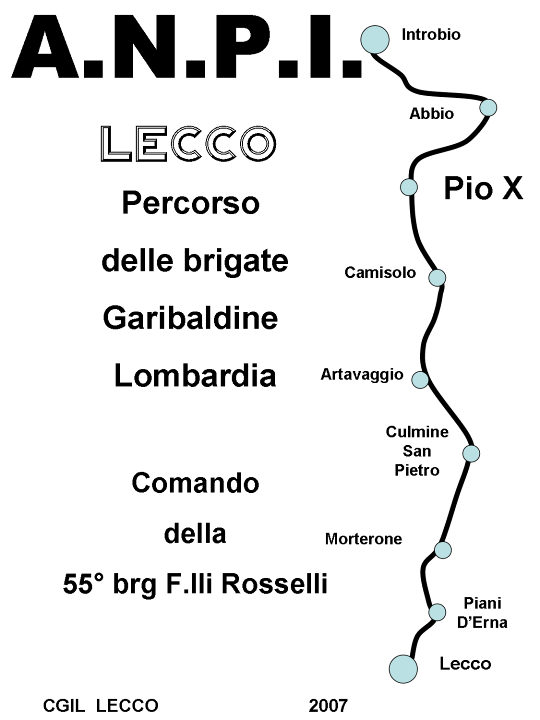 A.N.P.I.
LECCO
Percorso
delle brigate
Garibaldine
Lombardia
Comando
della
55° brg F.lli Rosselli
Introbio
Abbio
Pio X
Camisolo
Artavaggio
Culmine
San
Pietro
Morterone
Piani
D'Erna
Lecco
CGIL LECCO 2007